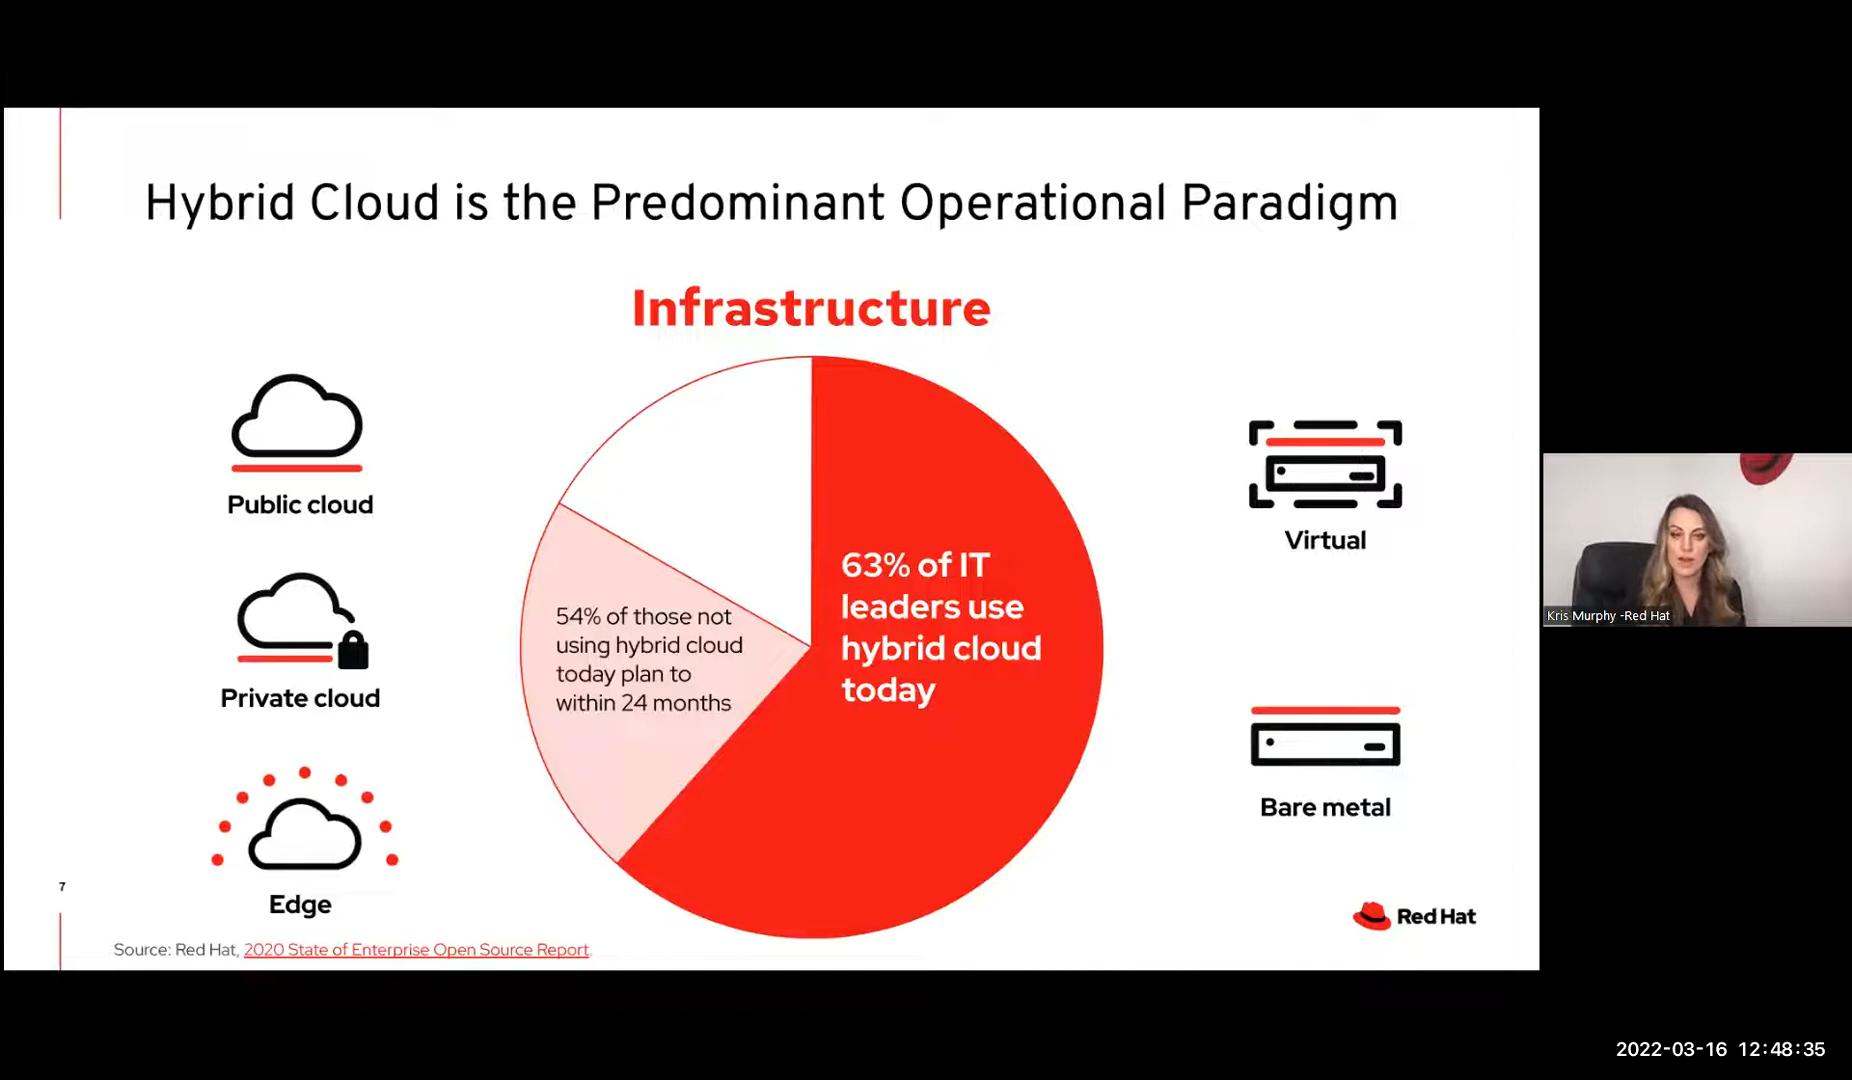 Hybrid Cloud is the Predominant Operational Paradigm
Infrastructure
Public cloud
Private cloud
Edge
54% of those not
using hybrid cloud
today plan to
within 24 months
63% of IT
leaders use
hybrid cloud
today
Virtual
Bare metal
7
Source: Red Hat, 2020 State of Enterprise Open Source Report.
Red Hat
Kris Murphy -Red Hat
2022-03-16 12:48:35